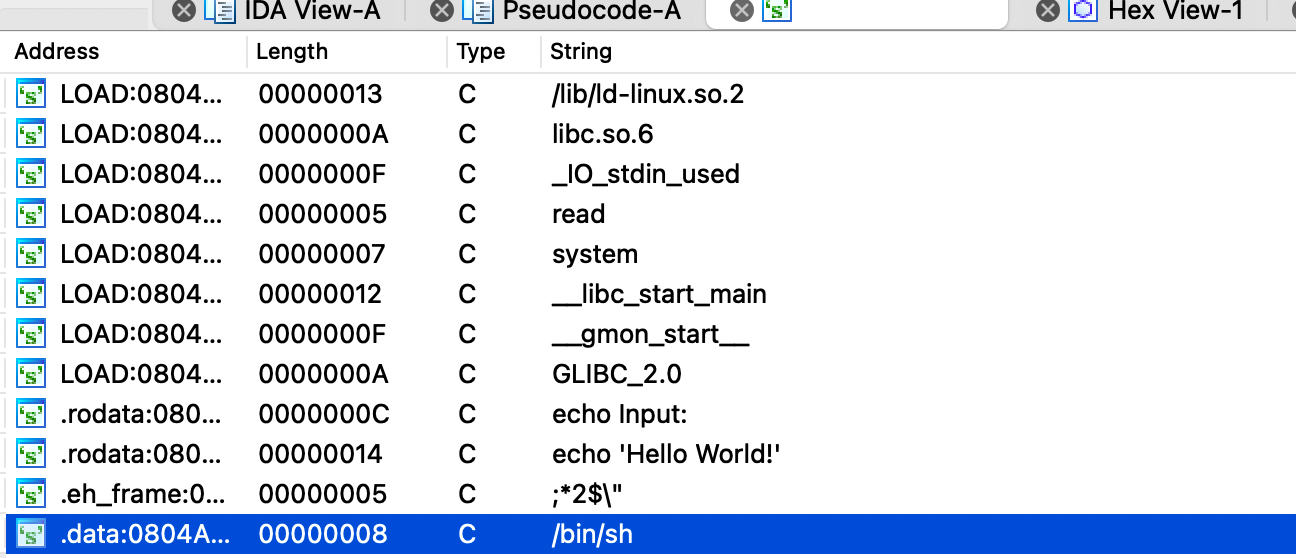 IDA View-A Pseudocode-A Hex View-1
Address Length Type String
LOAD:0804... 00000013 C /lib/ld-linux.so.2
LOAD:0804... 0000000A C libc.so.6
LOAD:0804... 0000000F C _IO_stdin_used
LOAD:0804... 00000005 C read
LOAD:0804... 00000007 C system
LOAD:0804... 00000012 C __libc_start_main
LOAD:0804... 0000000F C __gmon_start__
LOAD:0804... 0000000A C GLIBC_2.0
.rodata:080... 0000000C C echo Input:
.rodata:080... 00000014 C echo 'Hello World!'
.eh_frame:0... 00000005 C ;*2$\"
.data:0804A... 00000008 C /bin/sh